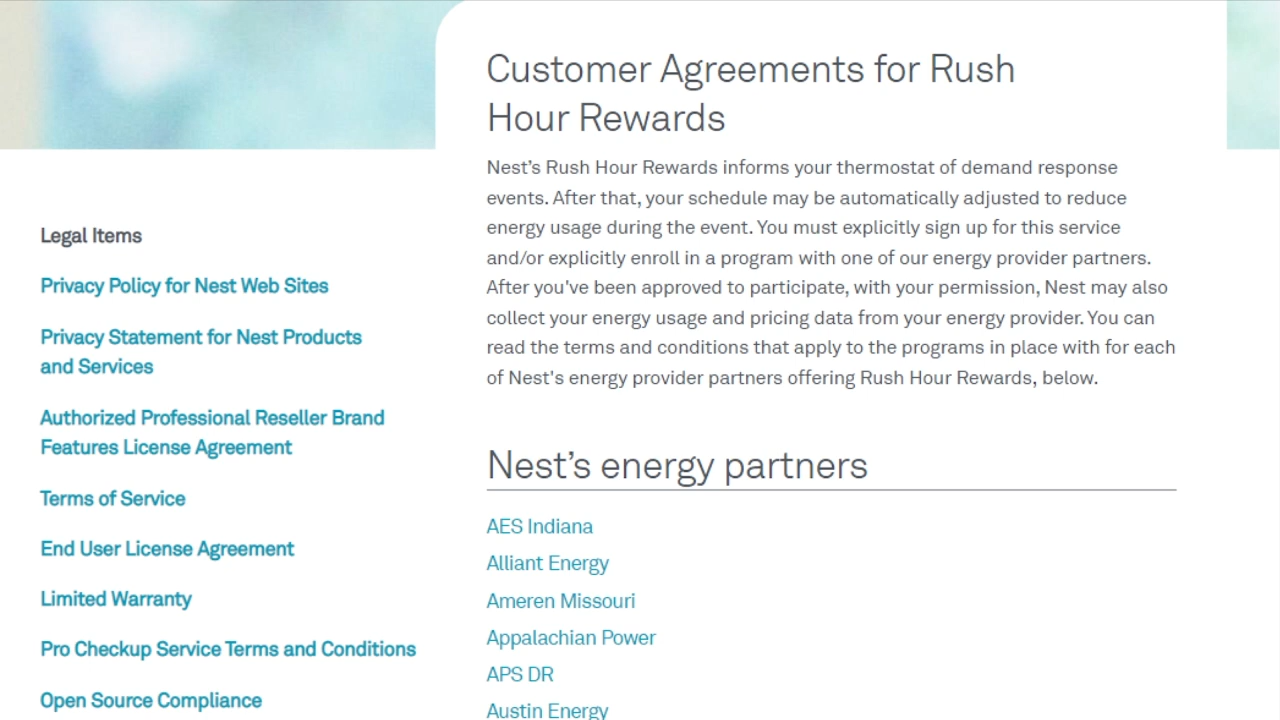 Customer Agreements for Rush
Hour Rewards
Nest's Rush Hour Rewards informs your thermostat of demand response
events. After that, your schedule may be automatically adjusted to reduce
energy usage during the event. You must explicitly sign up for this service
and/or explicitly enroll in a program with one of our energy provider partners.
After you've been approved to participate, with your permission, Nest may also
collect your energy usage and pricing data from your energy provider. You can
read the terms and conditions that apply to the programs in place with for each
of Nest's energy provider partners offering Rush Hour Rewards, below.
Nest's energy partners
AES Indiana
Alliant Energy
Ameren Missouri
Appalachian Power
APS DR
Austin Energy
Legal Items
Privacy Policy for Nest Web Sites
Privacy Statement for Nest Products
and Services
Authorized Professional Reseller Brand
Features License Agreement
Terms of Service
End User License Agreement
Limited Warranty
Pro Checkup Service Terms and Conditions
Open Source Compliance